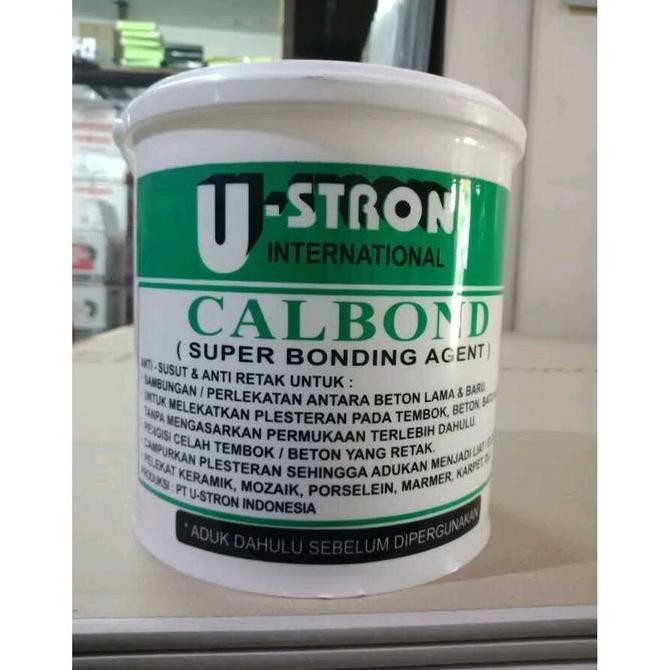 U-STRON
INTERNATIONAL
CALBOND
( SUPER BONDING AGENT )
ANTI - SUSUT & ANTI RETAK UNTUK :
- SAMBUNGAN / PERLEKATAN ANTARA BETON LAMA & BARU.
- UNTUK MELEKATKAN PLESTERAN PADA TEMBOK, BETON,
TANPA MENGASARKAN PERMUKAAN TERLEBIH DAHULU.
- PENGISI CELAH TEMBOK / BETON YANG RETAK.
- CAMPURKAN PLESTERAN SEHINGGA ADUKAN MENJADI LIAT /
- PELEKAT KERAMIK, MOZAIK, PORSELEIN, MARMER, KARPET,
PRODUKSI : PT U-STRON INDONESIA
* ADUK DAHULU SEBELUM DIPERGUNAKAN